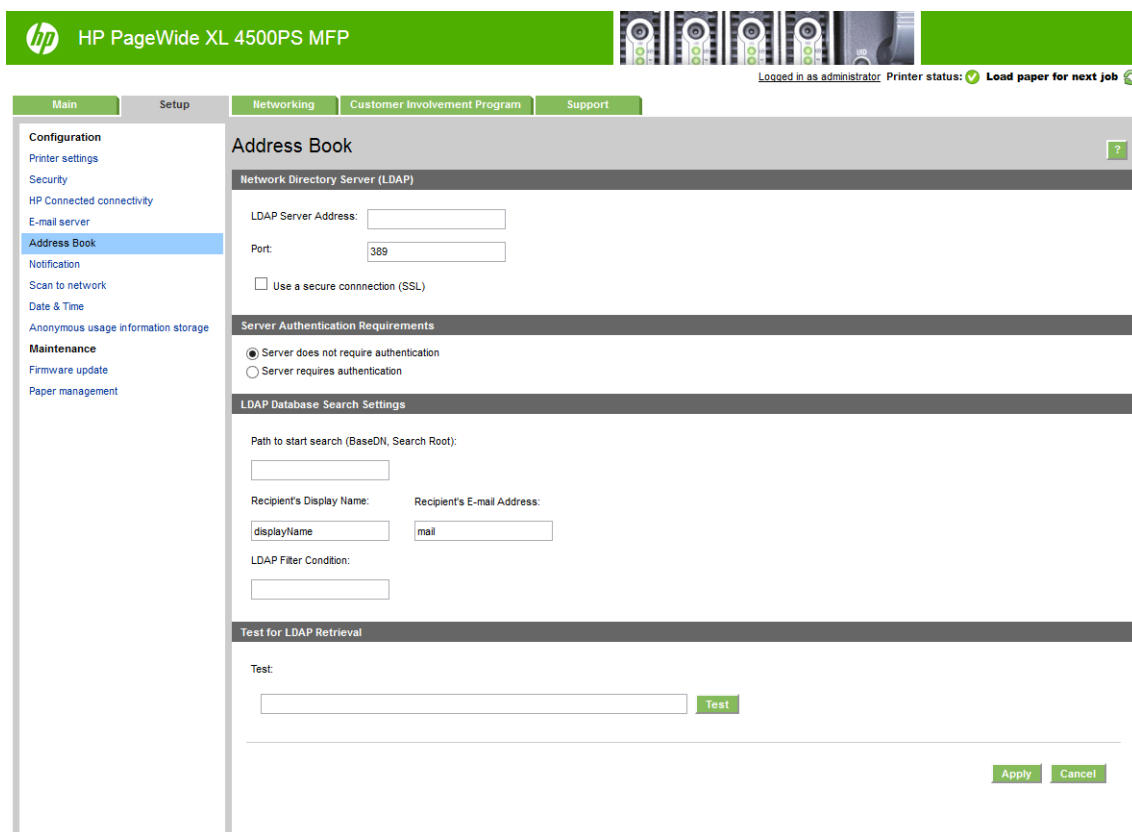 hp HP PageWide XL 4500PS MFP
UID
Logged in as administrator Printer status: Load paper for next job
Main Setup Networking Customer Involvement Program Support
Configuration
Printer settings
Security
HP Connected connectivity
E-mail server
Address Book
Notification
Scan to network
Date & Time
Anonymous usage information storage
Maintenance
Firmware update
Paper management
Address Book
?
Network Directory Server (LDAP)
LDAP Server Address:
Port: 389
Use a secure connnection (SSL)
Server Authentication Requirements
Server does not require authentication
Server requires authentication
LDAP Database Search Settings
Path to start search (BaseDN, Search Root):
Recipient's Display Name: Recipient's E-mail Address:
displayName mail
LDAP Filter Condition:
Test for LDAP Retrieval
Test:
Test
Apply Cancel